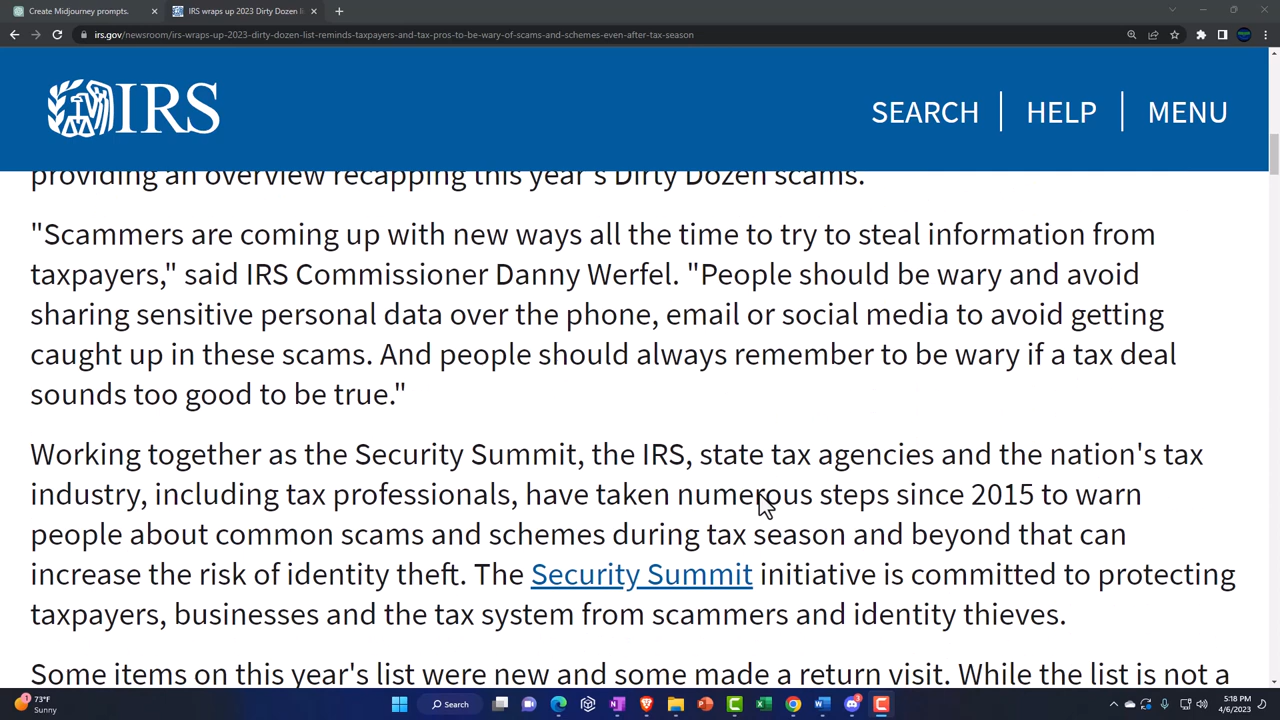 Create Midjourney prompts.
IRS wraps up 2023 Dirty Dozen li
irs.gov/newsroom/irs-wraps-up-2023-dirty-dozen-list-reminds-taxpayers-and-tax-pros-to-be-wary-of-scams-and-schemes-even-after-tax-season
IRS
SEARCH
HELP
MENU
providing an overview recapping this year's Dirty Dozen scams.
"Scammers are coming up with new ways all the time to try to steal information from
taxpayers," said IRS Commissioner Danny Werfel. "People should be wary and avoid
sharing sensitive personal data over the phone, email or social media to avoid getting
caught up in these scams. And people should always remember to be wary if a tax deal
sounds too good to be true."
Working together as the Security Summit, the IRS, state tax agencies and the nation's tax
industry, including tax professionals, have taken numerous steps since 2015 to warn
people about common scams and schemes during tax season and beyond that can
increase the risk of identity theft. The Security Summit initiative is committed to protecting
taxpayers, businesses and the tax system from scammers and identity thieves.
Some items on this year's list were new and some made a return visit. While the list is not a
1
73°F
Sunny
Search
3
5:18 PM
4/6/2023